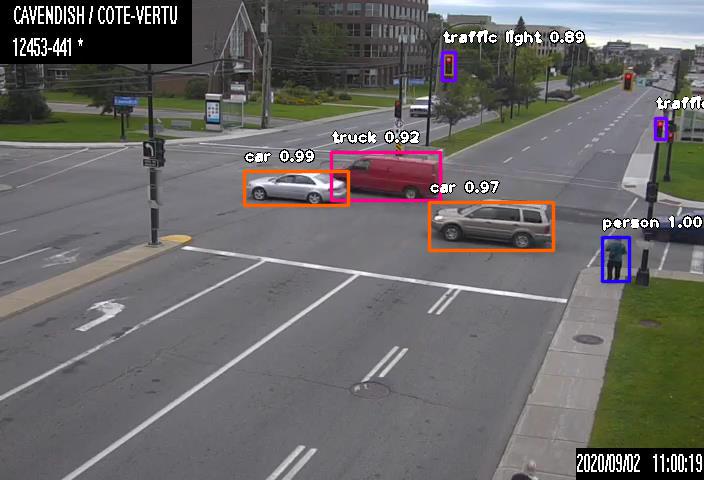 CAVENDISH / COTE-VERTU
12453-441 *
traffic light 0.89
traffi
truck 0.92
car 0.99
car 0.97
person 1.00
2020/09/02 11:00:19